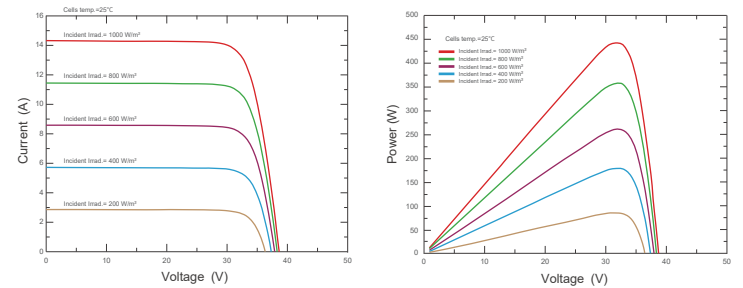 Cells temp.=25℃
16
14
12
10
8
6
4
2
0
Current (A)
Incident Irrad.= 1000 W/m²
Incident Irrad.= 800 W/m²
Incident Irrad.= 600 W/m²
Incident Irrad.= 400 W/m²
Incident Irrad.= 200 W/m²
0 10 20 30 40 50
Voltage (V)
500
450
400
350
300
250
200
150
100
50
0
Power (W)
Cells temp.=25℃
Incident Irrad.= 1000 W/m²
Incident Irrad.= 800 W/m²
Incident Irrad.= 600 W/m²
Incident Irrad.= 400 W/m²
Incident Irrad.= 200 W/m²
0 10 20 30 40 50
Voltage (V)